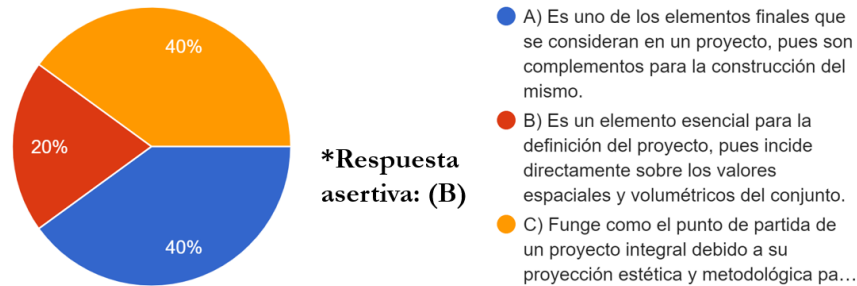 40%
20%
40%
*Respuesta
asertiva: (B)
A) Es uno de los elementos finales que
se consideran en un proyecto, pues son
complementos para la construcción del
mismo.
B) Es un elemento esencial para la
definición del proyecto, pues incide
directamente sobre los valores
espaciales y volumétricos del conjunto.
C) Funge como el punto de partida de
un proyecto integral debido a su
proyección estética y metodológica pa…